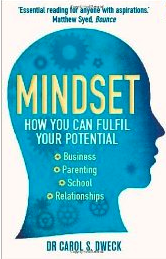 'Essential reading for anyone with aspirations.'
Matthew Syed, Bounce
MINDSET
HOW YOU CAN FULFIL
YOUR POTENTIAL
Business
Parenting
School
Relationships
DR CAROL S. DWECK